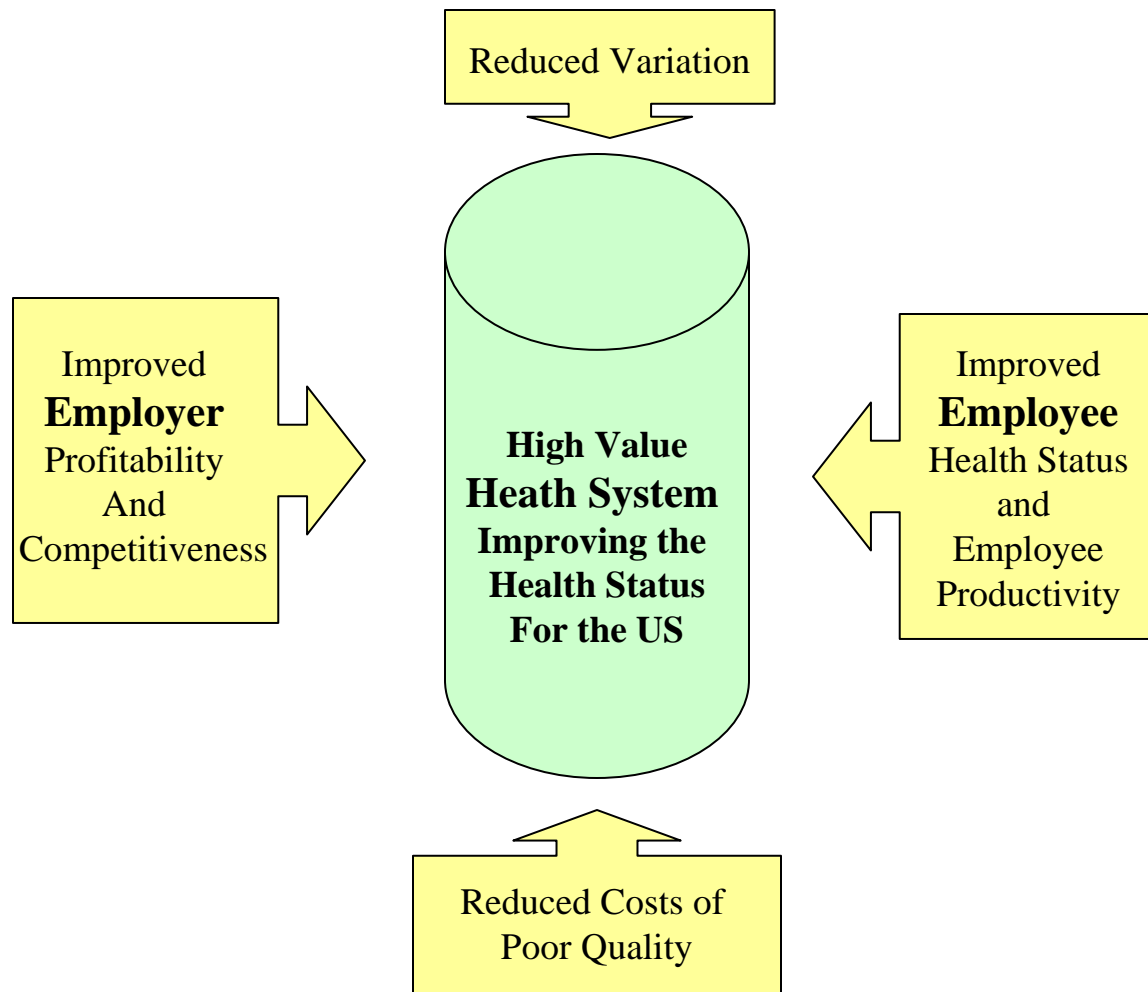 Reduced Variation
Improved
Employer
Profitability
And
Competitiveness
High Value
Heath System
Improving the
Health Status
For the US
Improved
Employee
Health Status
and
Employee
Productivity
Reduced Costs of
Poor Quality